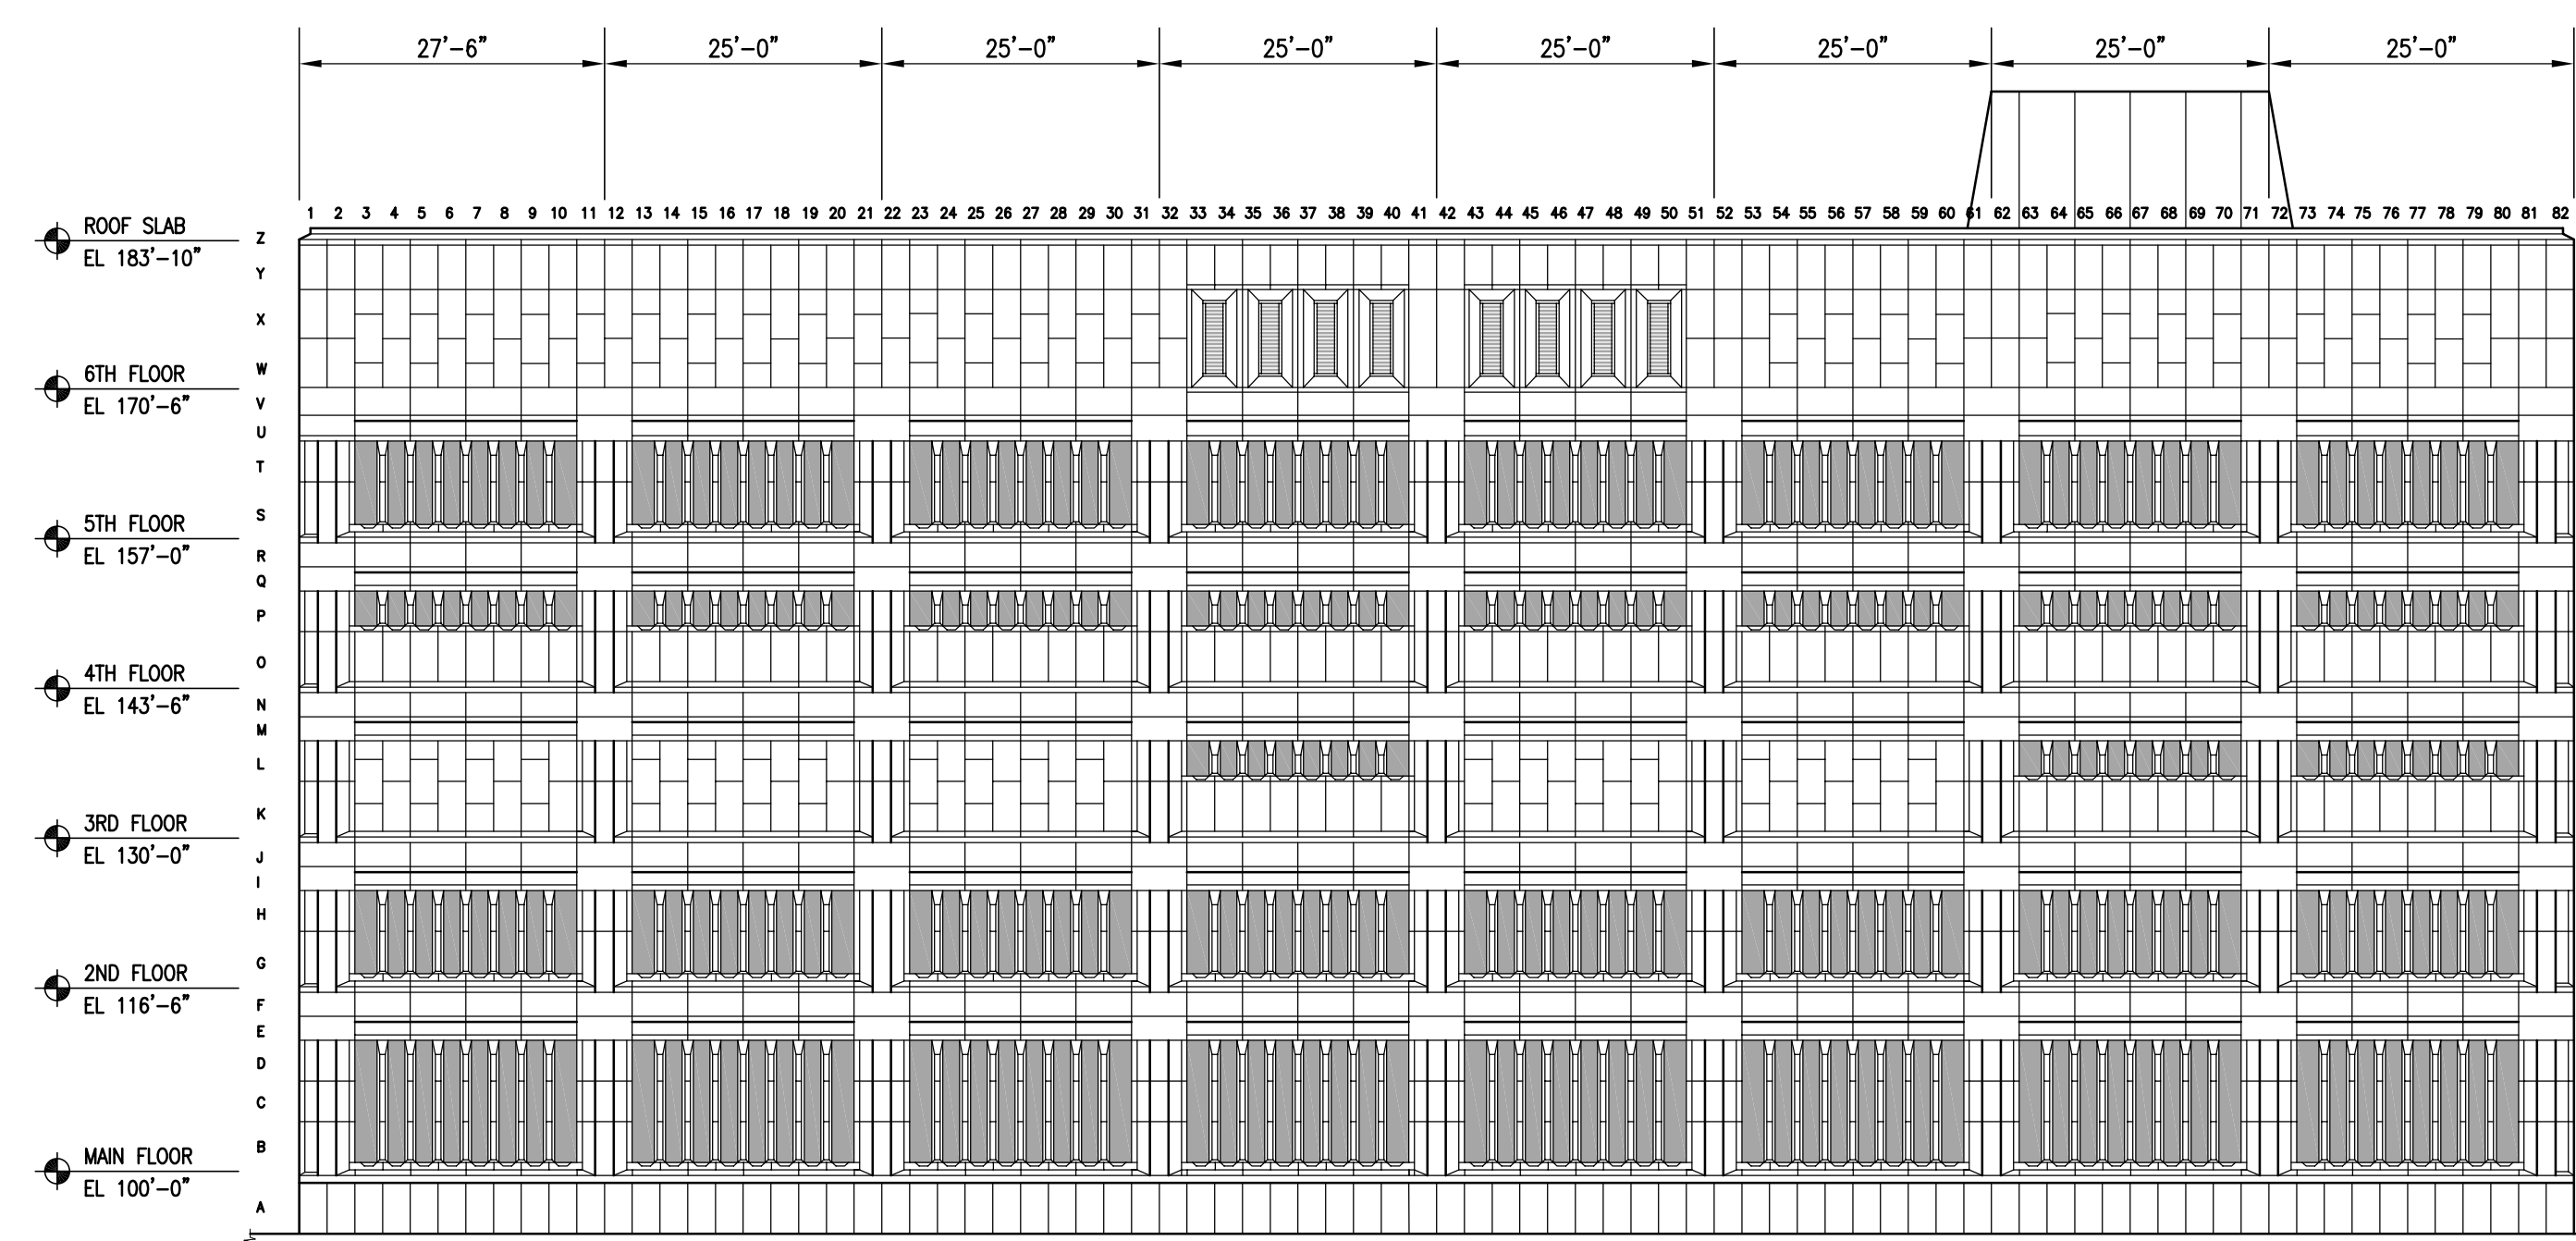 27'-6" 25'-0" 25'-0" 25'-0" 25'-0" 25'-0" 25'-0" 25'-0"
1 2 3 4 5 6 7 8 9 10 11 12 13 14 15 16 17 18 19 20 21 22 23 24 25 26 27 28 29 30 31 32 33 34 35 36 37 38 39 40 41 42 43 44 45 46 47 48 49 50 51 52 53 54 55 56 57 58 59 60 61 62 63 64 65 66 67 68 69 70 71 72 73 74 75 76 77 78 79 80 81 82
ROOF SLAB
EL 183'-10"
Z
Y
X
W
6TH FLOOR
EL 170'-6"
V
U
T
S
5TH FLOOR
EL 157'-0"
R
Q
P
O
4TH FLOOR
EL 143'-6"
N
M
L
K
3RD FLOOR
EL 130'-0"
J
I
H
G
2ND FLOOR
EL 116'-6"
F
E
D
C
B
MAIN FLOOR
EL 100'-0"
A